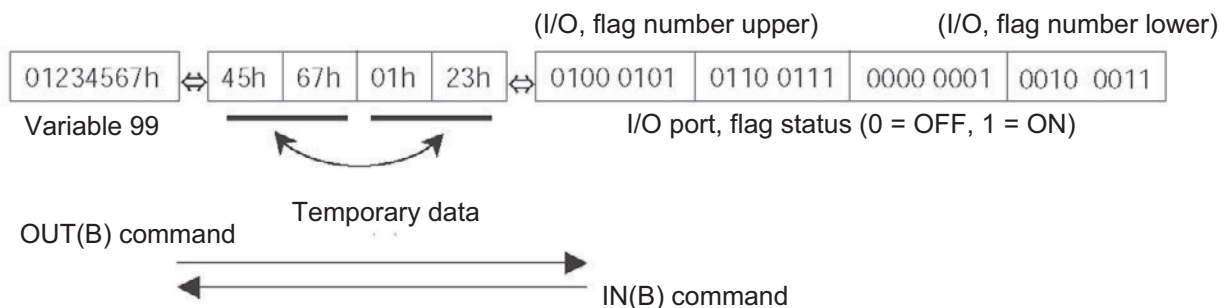 (I/O, flag number upper) (I/O, flag number lower)
01234567h ⇔ 45h 67h 01h 23h ⇔ 0100 0101 0110 0111 0000 0001 0010 0011
Variable 99 I/O port, flag status (0 = OFF, 1 = ON)
Temporary data
OUT(B) command
IN(B) command